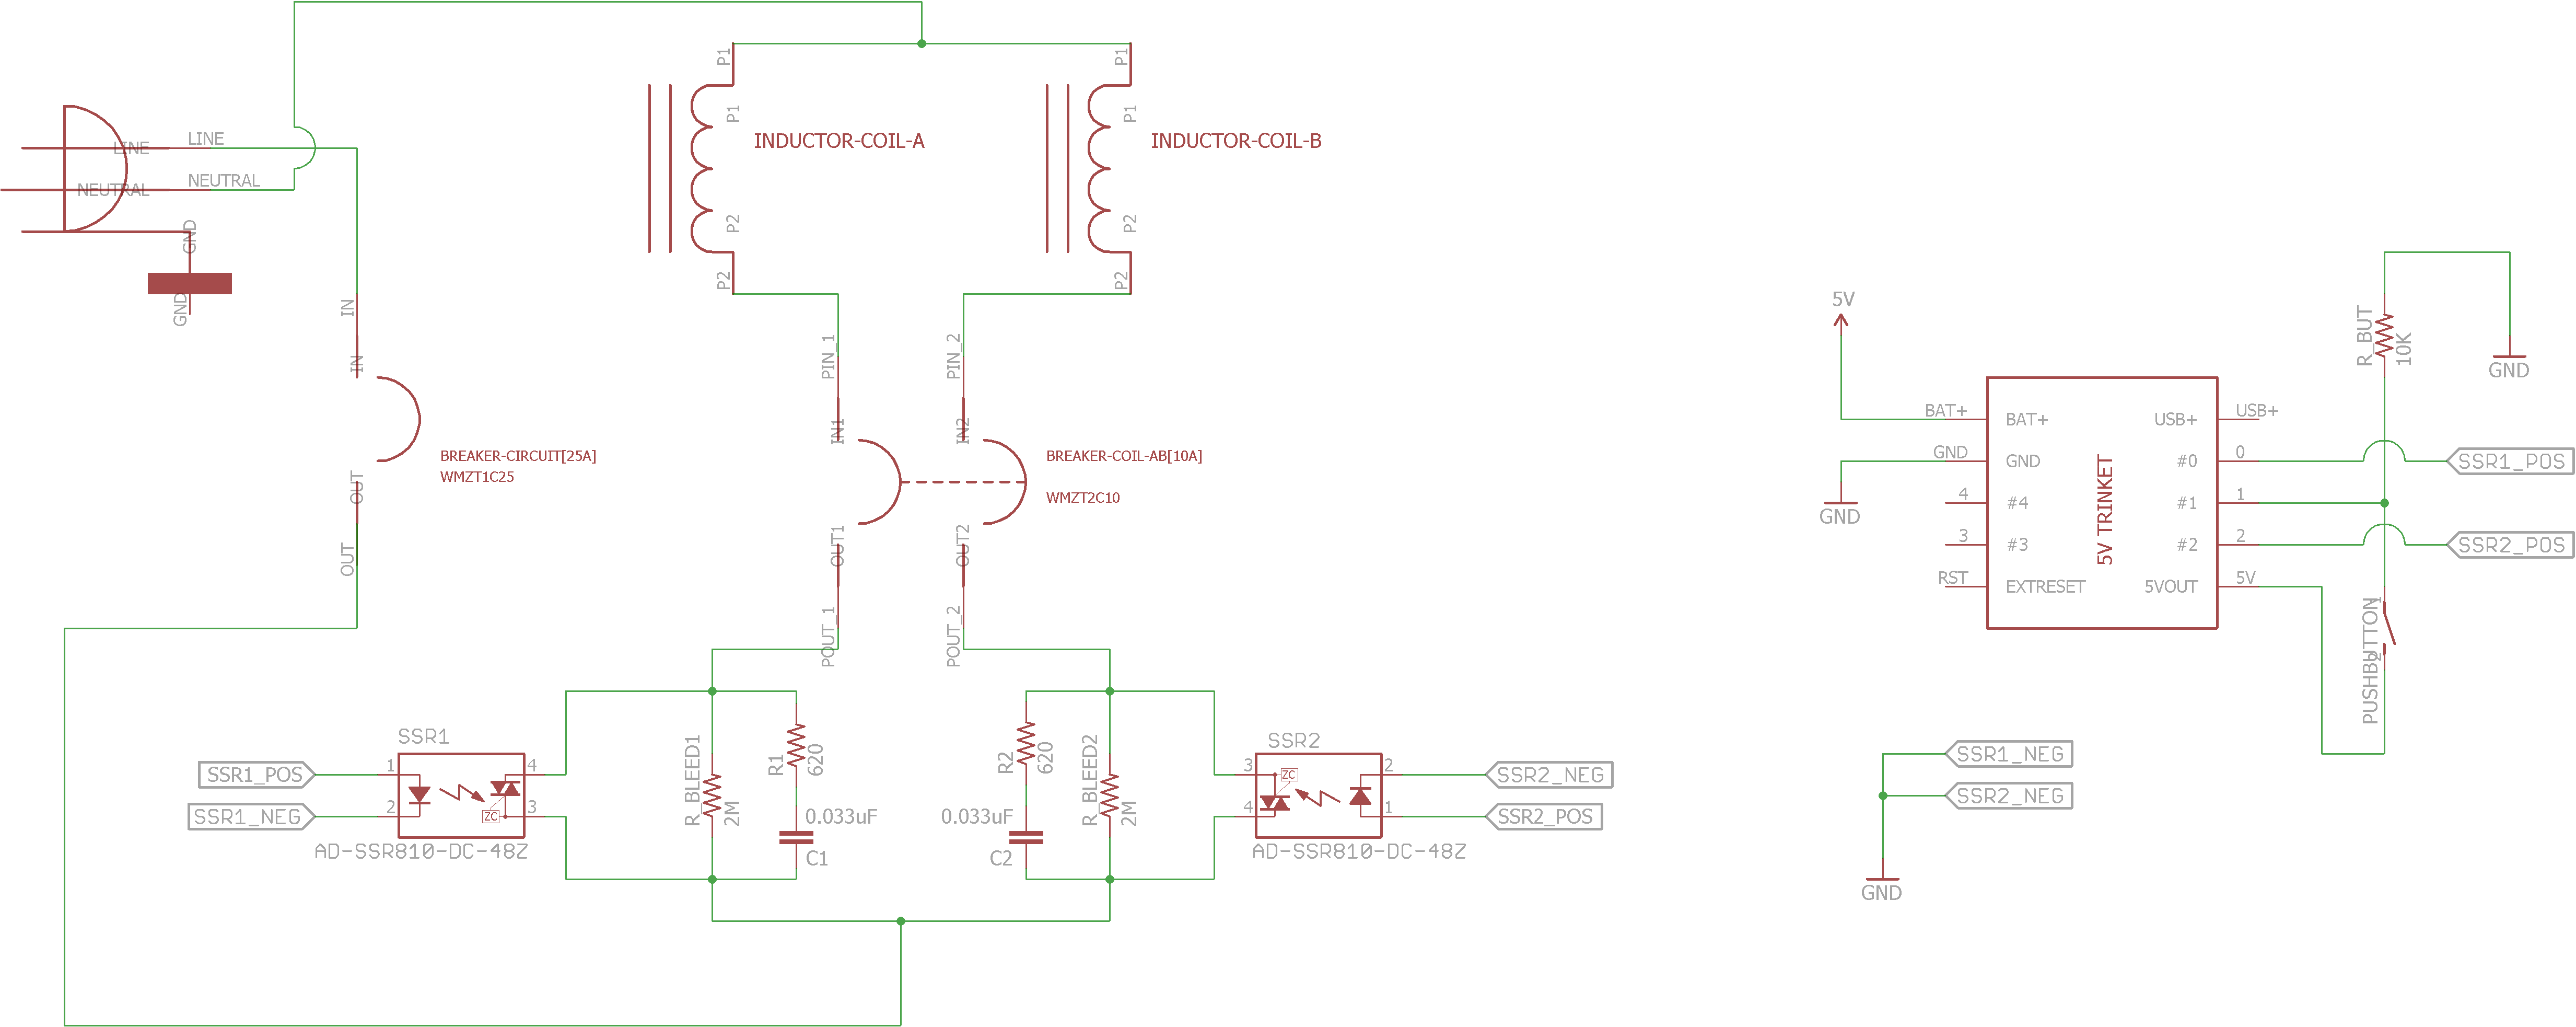 LINE
LINE
NEUTRAL
NEUTRAL
GND
GND
P1
P1
P2
P2
INDUCTOR-COIL-A
P1
P1
P2
P2
INDUCTOR-COIL-B
IN
IN
OUT
OUT
BREAKER-CIRCUIT[25A]
WMZT1C25
PIN_1
IN1
OUT1
POUT_1
PIN_2
IN2
OUT2
POUT_2
BREAKER-COIL-AB[10A]
WMZT2C10
SSR1
SSR1_POS
SSR1_NEG
1
2
4
3
ZC
AD-SSR810-DC-48Z
R_BLEED1
2M
R1
620
0.033uF
C1
R2
620
0.033uF
C2
R_BLEED2
2M
SSR2
3
4
2
1
ZC
SSR2_NEG
SSR2_POS
AD-SSR810-DC-48Z
5V
BAT+
GND
4
3
RST
GND
BAT+
GND
#4
#3
EXTRESET
5V TRINKET
USB+
#0
#1
#2
5VOUT
USB+
0
1
2
5V
R_BUT
10K
GND
SSR1_POS
SSR2_POS
PUSHBUTTON
1
2
SSR1_NEG
SSR2_NEG
GND